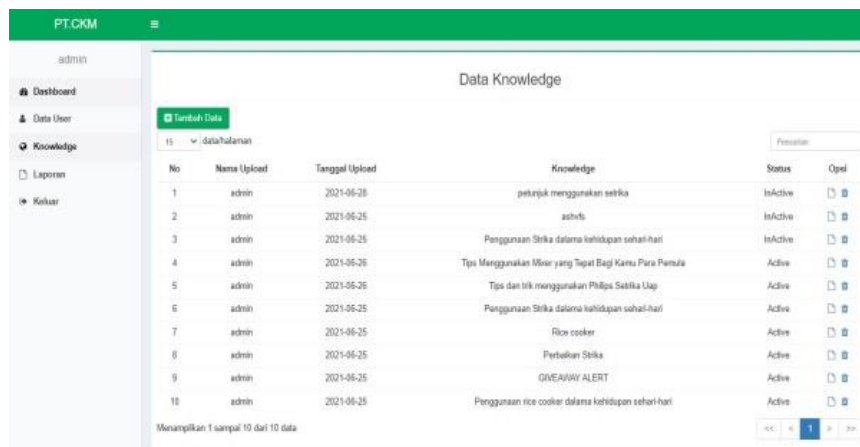 PT.CKM
admin
Dashboard
Data User
Knowledge
Laporan
Keluar
Data Knowledge
Tambah Data
15 data/halaman
Pencarian
No Nama Upload Tanggal Upload Knowledge Status Opsi
1 admin 2021-06-28 petunjuk menggunakan setrika InActive
2 admin 2021-06-25 InActive
3 admin 2021-06-25 Penggunaan Strika dalama kehidupan sehari-hari InActive
4 admin 2021-06-26 Tips Menggunakan Mixer yang Tepat Bagi Kamu Para Pemula Active
5 admin 2021-06-26 Tips dan trik menggunakan Philips Setrika Uap Active
6 admin 2021-06-25 Penggunaan Strika dalama kehidupan sehari-hari Active
7 admin 2021-06-25 Rice cooker Active
8 admin 2021-06-25 Perbaikan Strika Active
9 admin 2021-06-25 GIVEAWAY ALERT Active
10 admin 2021-06-25 Penggunaan rice cooker dalama kehidupan sehari-hari Active
Menampilkan 1 sampai 10 dari 10 data
<< < 1 > >>